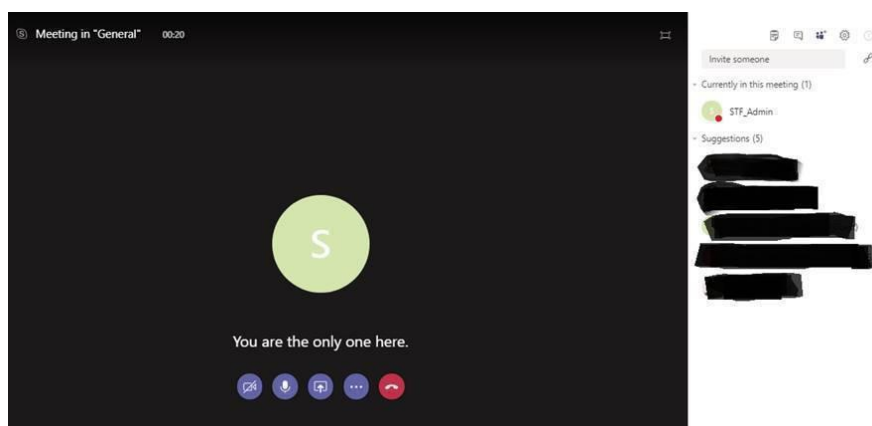 Meeting in "General" 00:20
S
You are the only one here.
Invite someone
Currently in this meeting (1)
S STF_Admin
Suggestions (5)